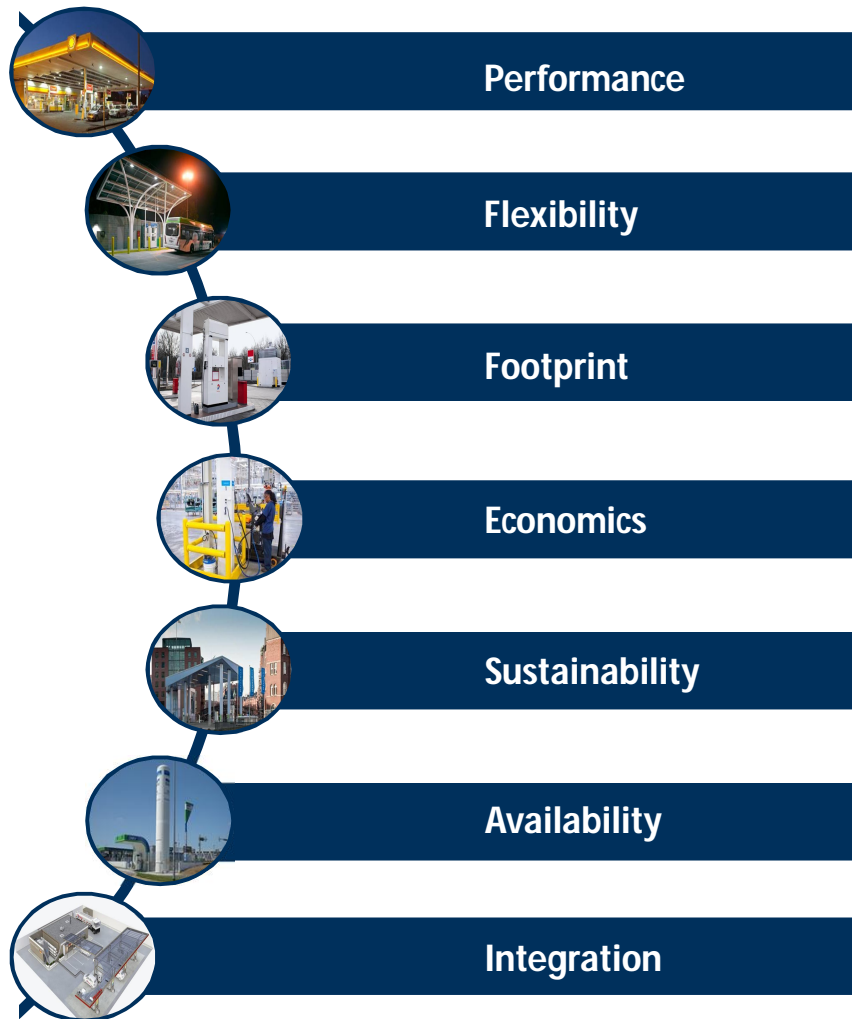 Performance
Flexibility
Footprint
Economics
Sustainability
Availability
Integration